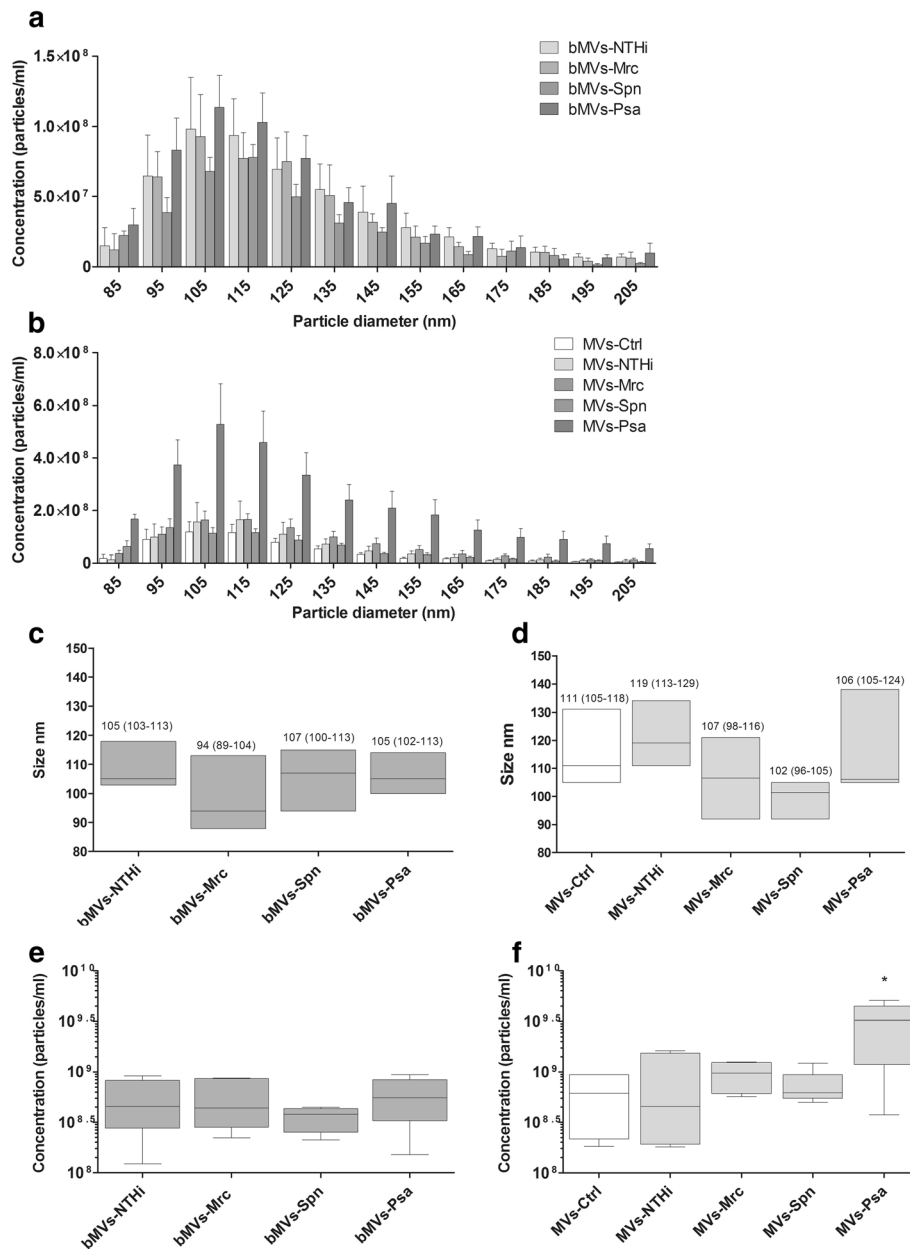 a
bMVs-NTHi
bMVs-Mrc
bMVs-Spn
bMVs-Psa
Concentration (particles/ml)
1.5×10⁸
1.0×10⁸
5.0×10⁷
0
85 95 105 115 125 135 145 155 165 175 185 195 205
Particle diameter (nm)
b
MVs-Ctrl
MVs-NTHi
MVs-Mrc
MVs-Spn
MVs-Psa
Concentration (particles/ml)
8.0×10⁸
6.0×10⁸
4.0×10⁸
2.0×10⁸
0
85 95 105 115 125 135 145 155 165 175 185 195 205
Particle diameter (nm)
c
Size nm
150
140
130
120
110
100
90
80
105 (103-113)
94 (89-104)
107 (100-113)
105 (102-113)
bMVs-NTHi
bMVs-Mrc
bMVs-Spn
bMVs-Psa
d
Size nm
150
140
130
120
110
100
90
80
111 (105-118)
119 (113-129)
107 (98-116)
102 (96-105)
106 (105-124)
MVs-Ctrl
MVs-NTHi
MVs-Mrc
MVs-Spn
MVs-Psa
e
Concentration (particles/ml)
10¹⁰
10⁹·⁵
10⁹
10⁸·⁵
10⁸
bMVs-NTHi
bMVs-Mrc
bMVs-Spn
bMVs-Psa
f
Concentration (particles/ml)
10¹⁰
10⁹·⁵
10⁹
10⁸·⁵
10⁸
*
MVs-Ctrl
MVs-NTHi
MVs-Mrc
MVs-Spn
MVs-Psa